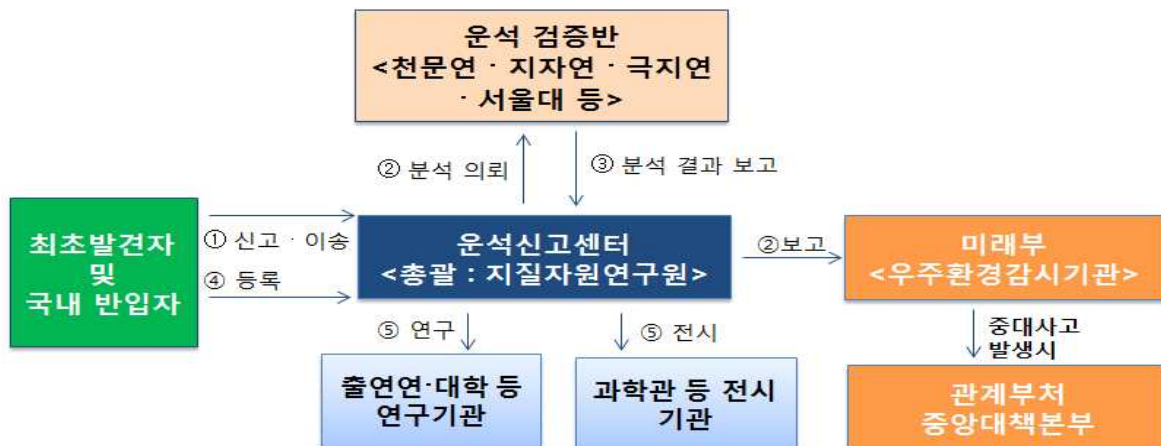 운석 검증반
<천문연 · 지자연 · 극지연
· 서울대 등>
② 분석 의뢰
③ 분석 결과 보고
최초발견자
및
국내 반입자
① 신고 · 이송
④ 등록
운석신고센터
<총괄 : 지질자원연구원>
②보고
미래부
<우주환경감시기관>
⑤ 연구
⑤ 전시
중대사고
발생시
출연연·대학 등
연구기관
과학관 등 전시
기관
관계부처
중앙대책본부